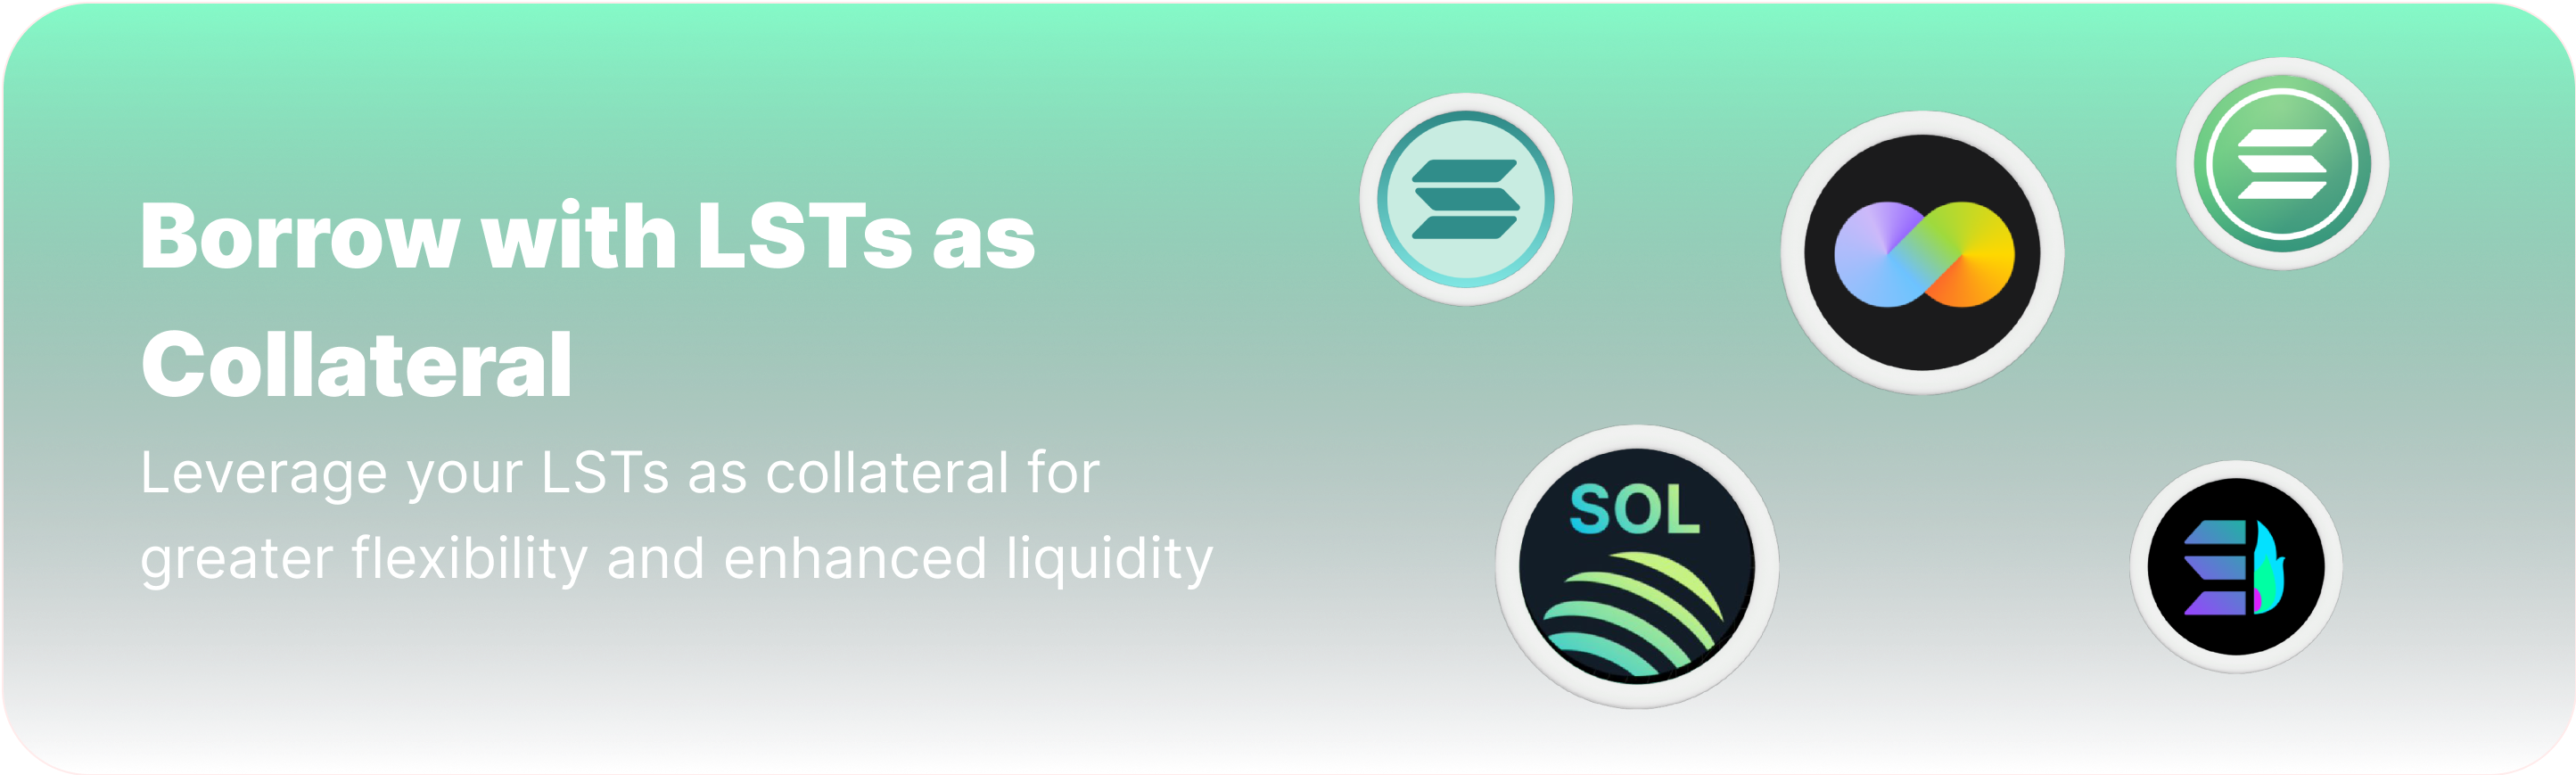 Borrow with LSTs as
Collateral
Leverage your LSTs as collateral for
greater flexibility and enhanced liquidity
SOL